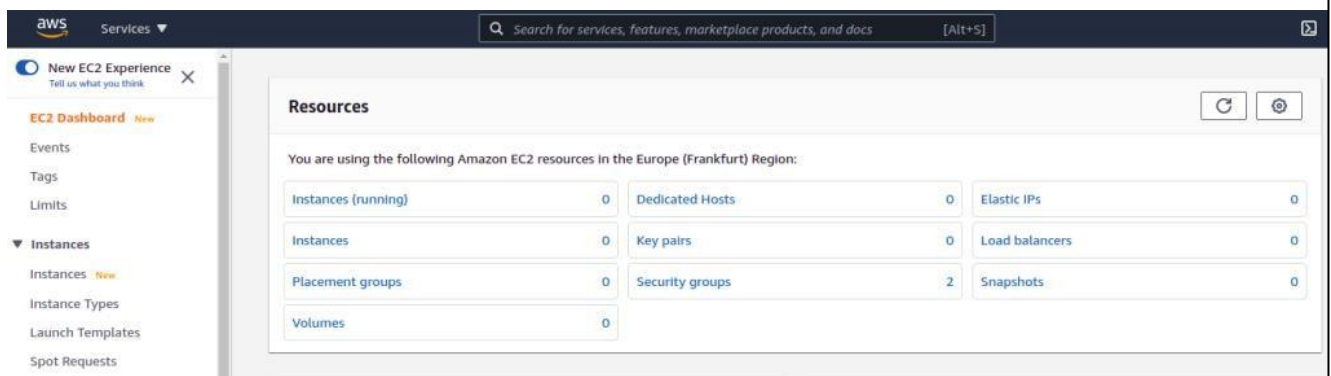 aws Services ▼ Search for services, features, marketplace products, and docs [Alt+S]
New EC2 Experience
Tell us what you think
EC2 Dashboard New
Events
Tags
Limits
▼ Instances
Instances New
Instance Types
Launch Templates
Spot Requests
Resources
You are using the following Amazon EC2 resources in the Europe (Frankfurt) Region:
Instances (running) 0 Dedicated Hosts 0 Elastic IPs 0
Instances 0 Key pairs 0 Load balancers 0
Placement groups 0 Security groups 2 Snapshots 0
Volumes 0